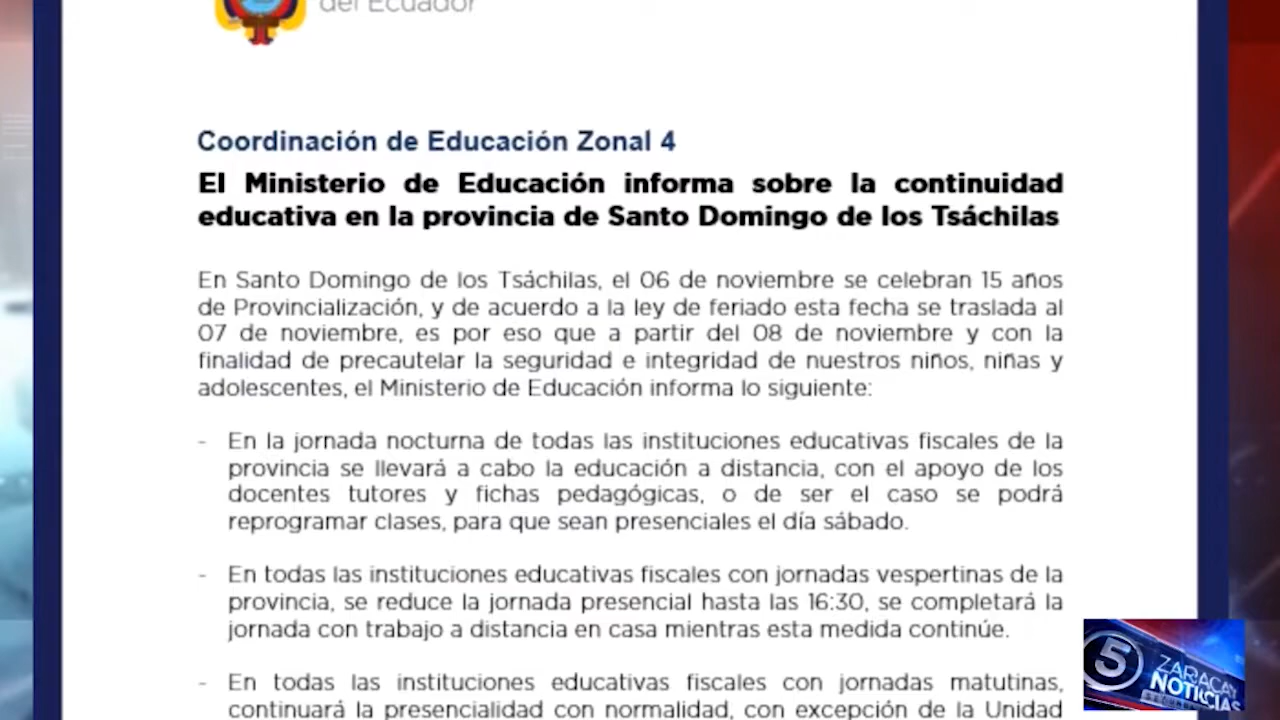 del Ecuador
Coordinación de Educación Zonal 4
El Ministerio de Educación informa sobre la continuidad
educativa en la provincia de Santo Domingo de los Tsáchilas
En Santo Domingo de los Tsáchilas, el 06 de noviembre se celebran 15 años
de Provincialización, y de acuerdo a la ley de feriado esta fecha se traslada al
07 de noviembre, es por eso que a partir del 08 de noviembre y con la
finalidad de precautelar la seguridad e integridad de nuestros niños, niñas y
adolescentes, el Ministerio de Educación informa lo siguiente:
- En la jornada nocturna de todas las instituciones educativas fiscales de la
provincia se llevará a cabo la educación a distancia, con el apoyo de los
docentes tutores y fichas pedagógicas, o de ser el caso se podrá
reprogramar clases, para que sean presenciales el día sábado.
- En todas las instituciones educativas fiscales con jornadas vespertinas de la
provincia, se reduce la jornada presencial hasta las 16:30, se completará la
jornada con trabajo a distancia en casa mientras esta medida continúe.
- En todas las instituciones educativas fiscales con jornadas matutinas,
continuará la presencialidad con normalidad, con excepción de la Unidad
5
ZARACAY
NOTICIAS